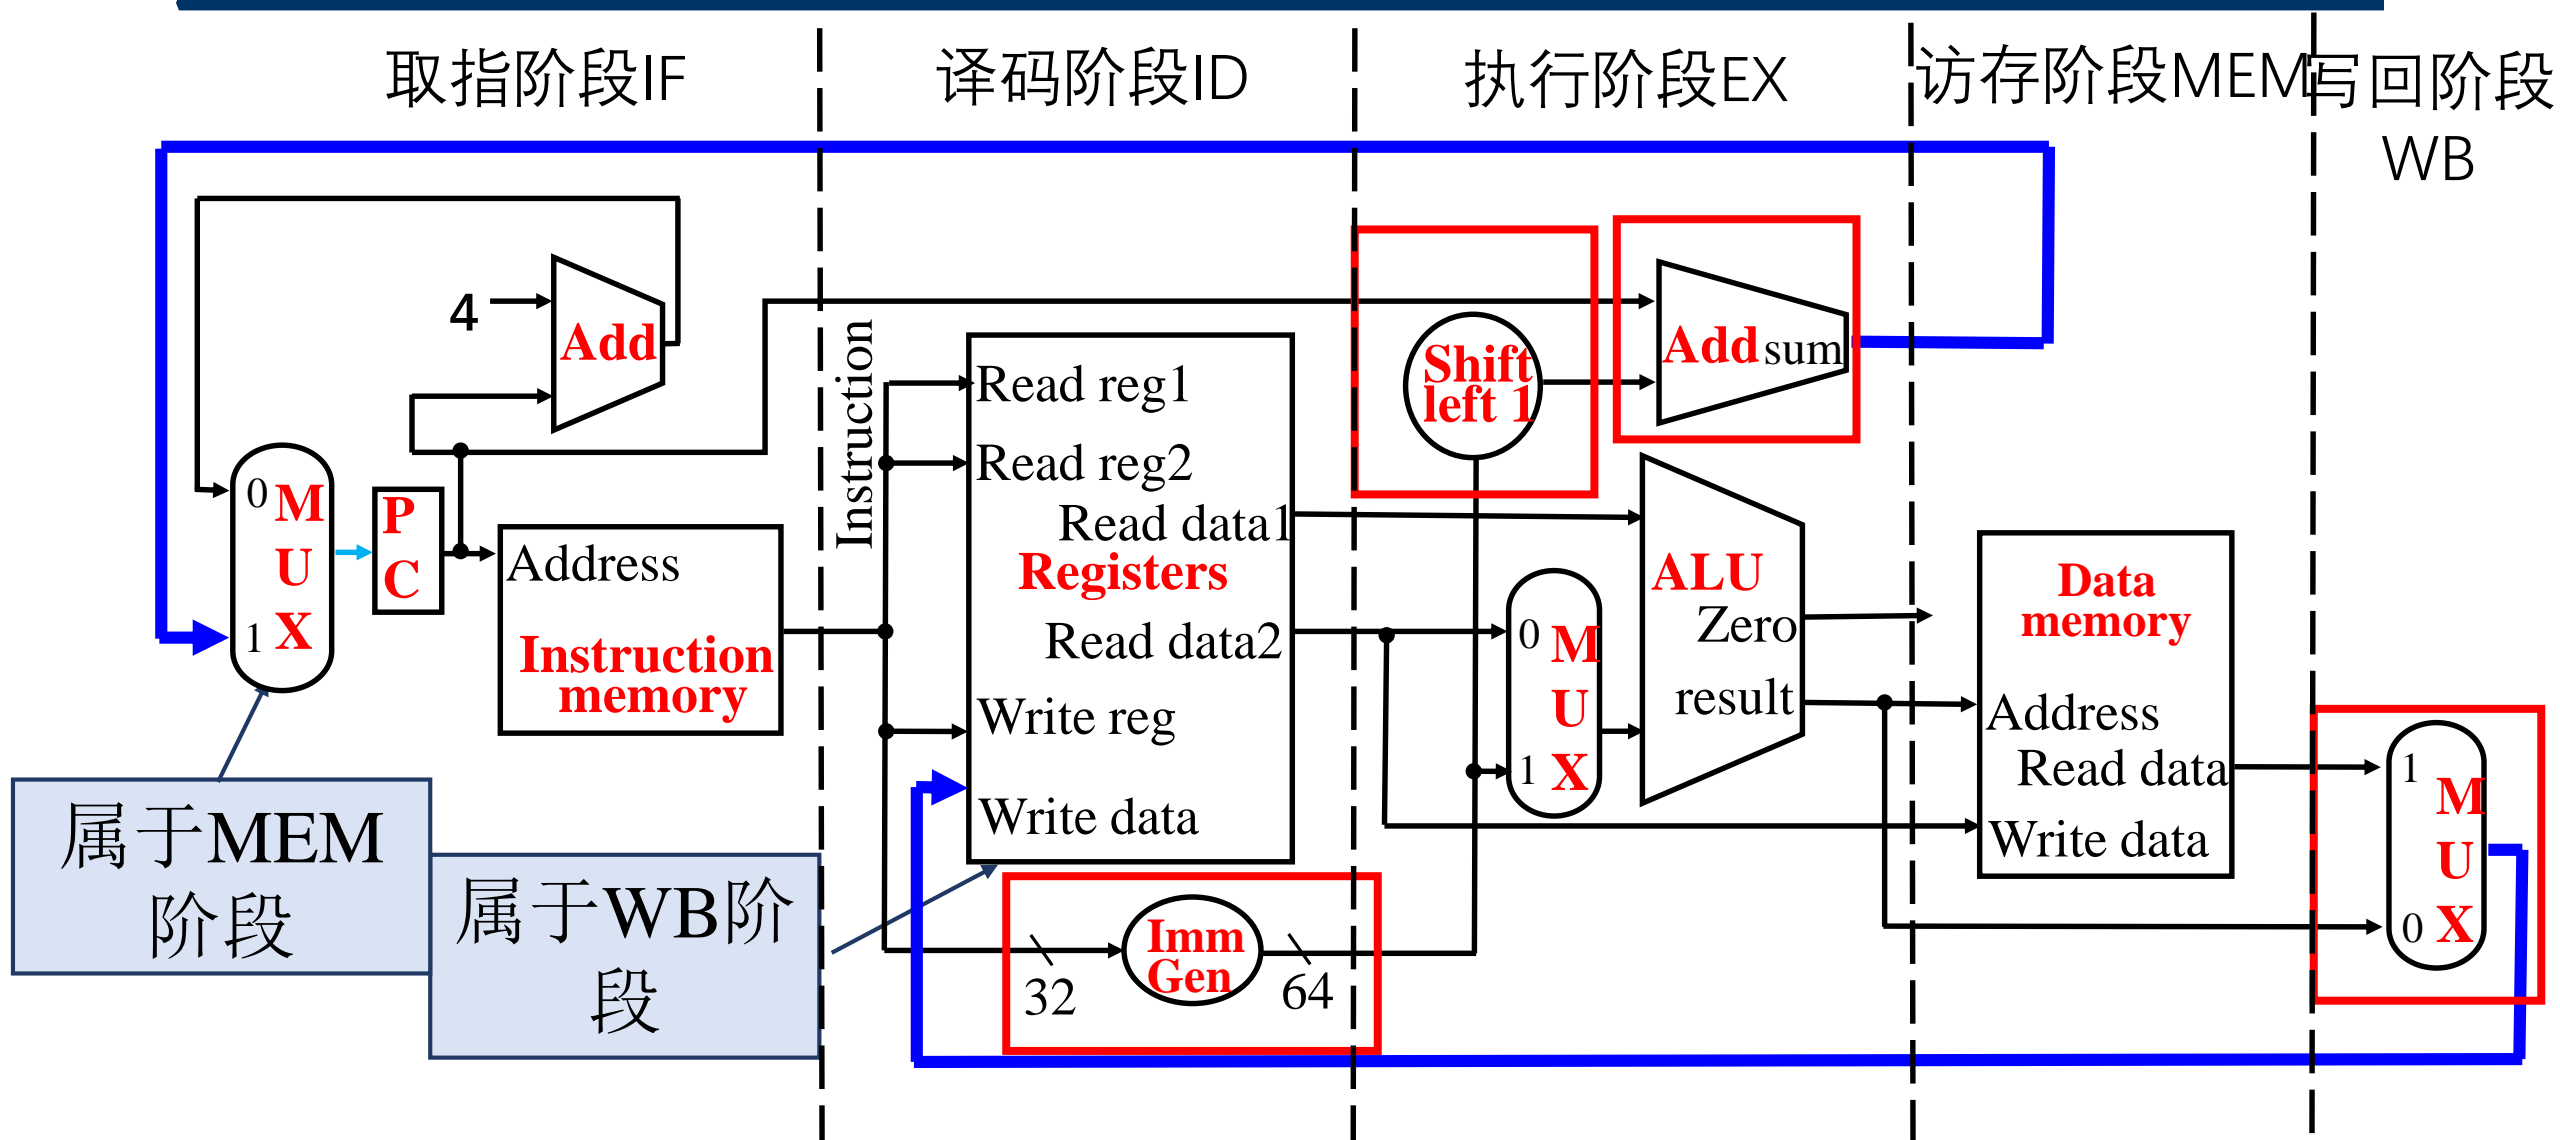 取指阶段IF
译码阶段ID
执行阶段EX
访存阶段MEM
写回阶段
WB
4
Add
0
M
U
X
1
P
C
Address
Instruction
memory
Instruction
Read reg1
Read reg2
Read data1
Registers
Read data2
Write reg
Write data
32
Imm
Gen
64
Shift
left 1
Add sum
0
M
U
X
1
ALU
Zero
result
Data
memory
Address
Read data
Write data
1
M
U
X
0
属于MEM
阶段
属于WB阶
段